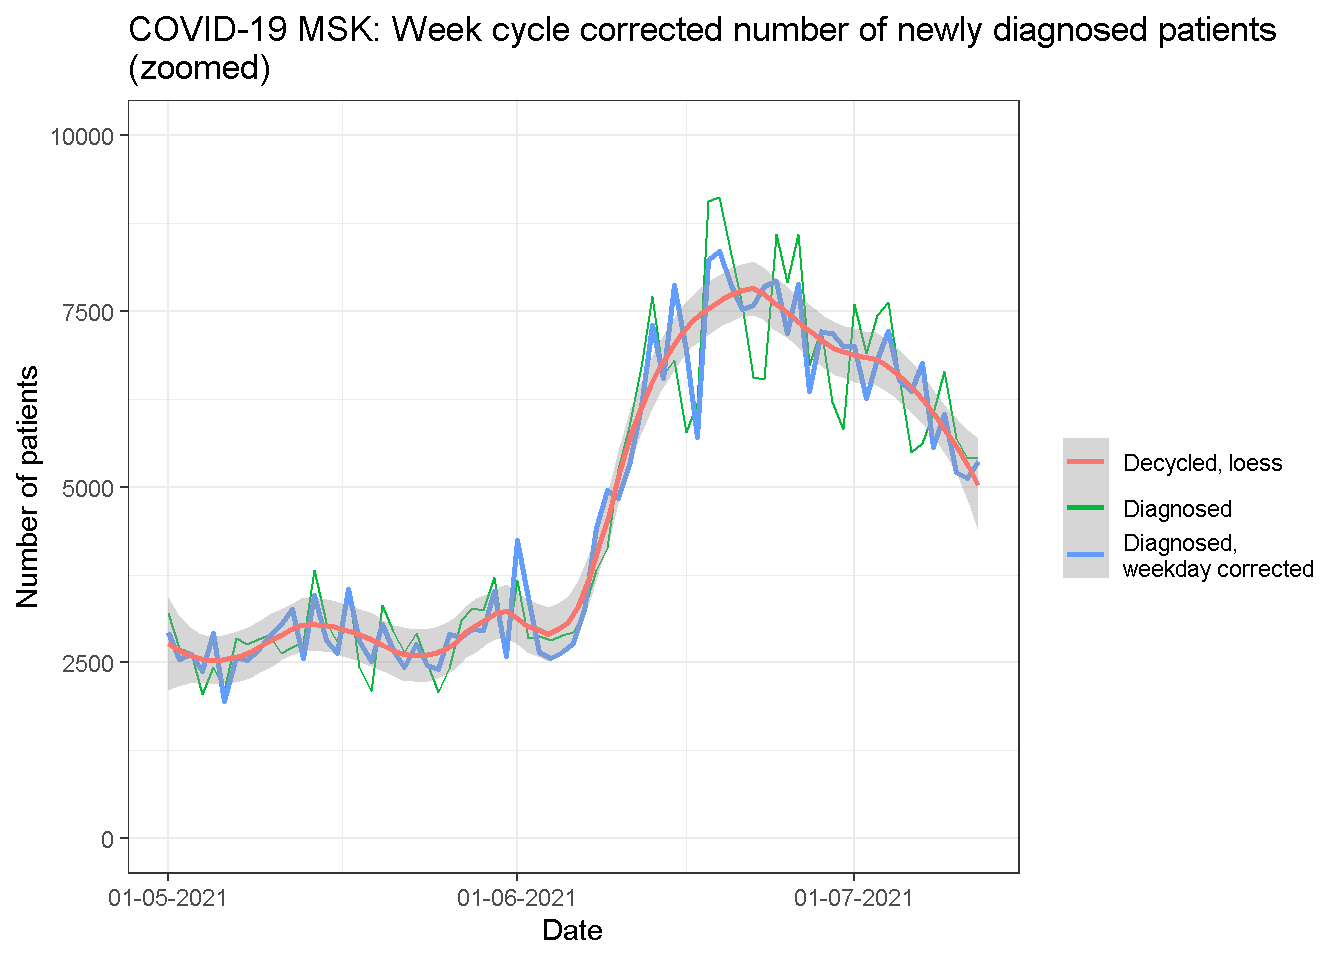 COVID-19 MSK: Week cycle corrected number of newly diagnosed patients
(zoomed)
Number of patients
10000
7500
5000
2500
0
01-05-2021
01-06-2021
01-07-2021
Date
Decycled, loess
Diagnosed
Diagnosed,
weekday corrected